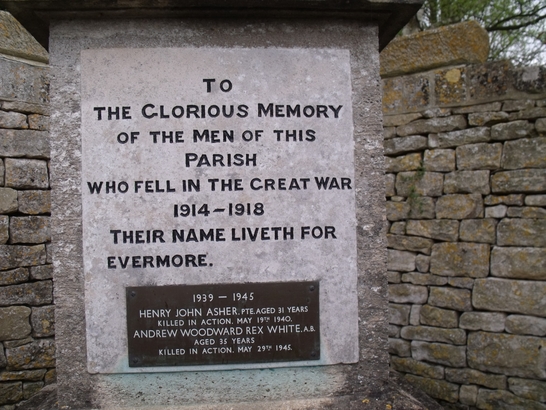 TO
THE GLORIOUS MEMORY
OF THE MEN OF THIS
PARISH
WHO FELL IN THE GREAT WAR
1914-1918
THEIR NAME LIVETH FOR
EVERMORE.
1939 — 1945
HENRY JOHN ASHER. PTE. AGED 31 YEARS
KILLED IN ACTION. MAY 19TH 1940.
ANDREW WOODWARD REX WHITE. A.B.
AGED 35 YEARS
KILLED IN ACTION. MAY 29TH 1945.